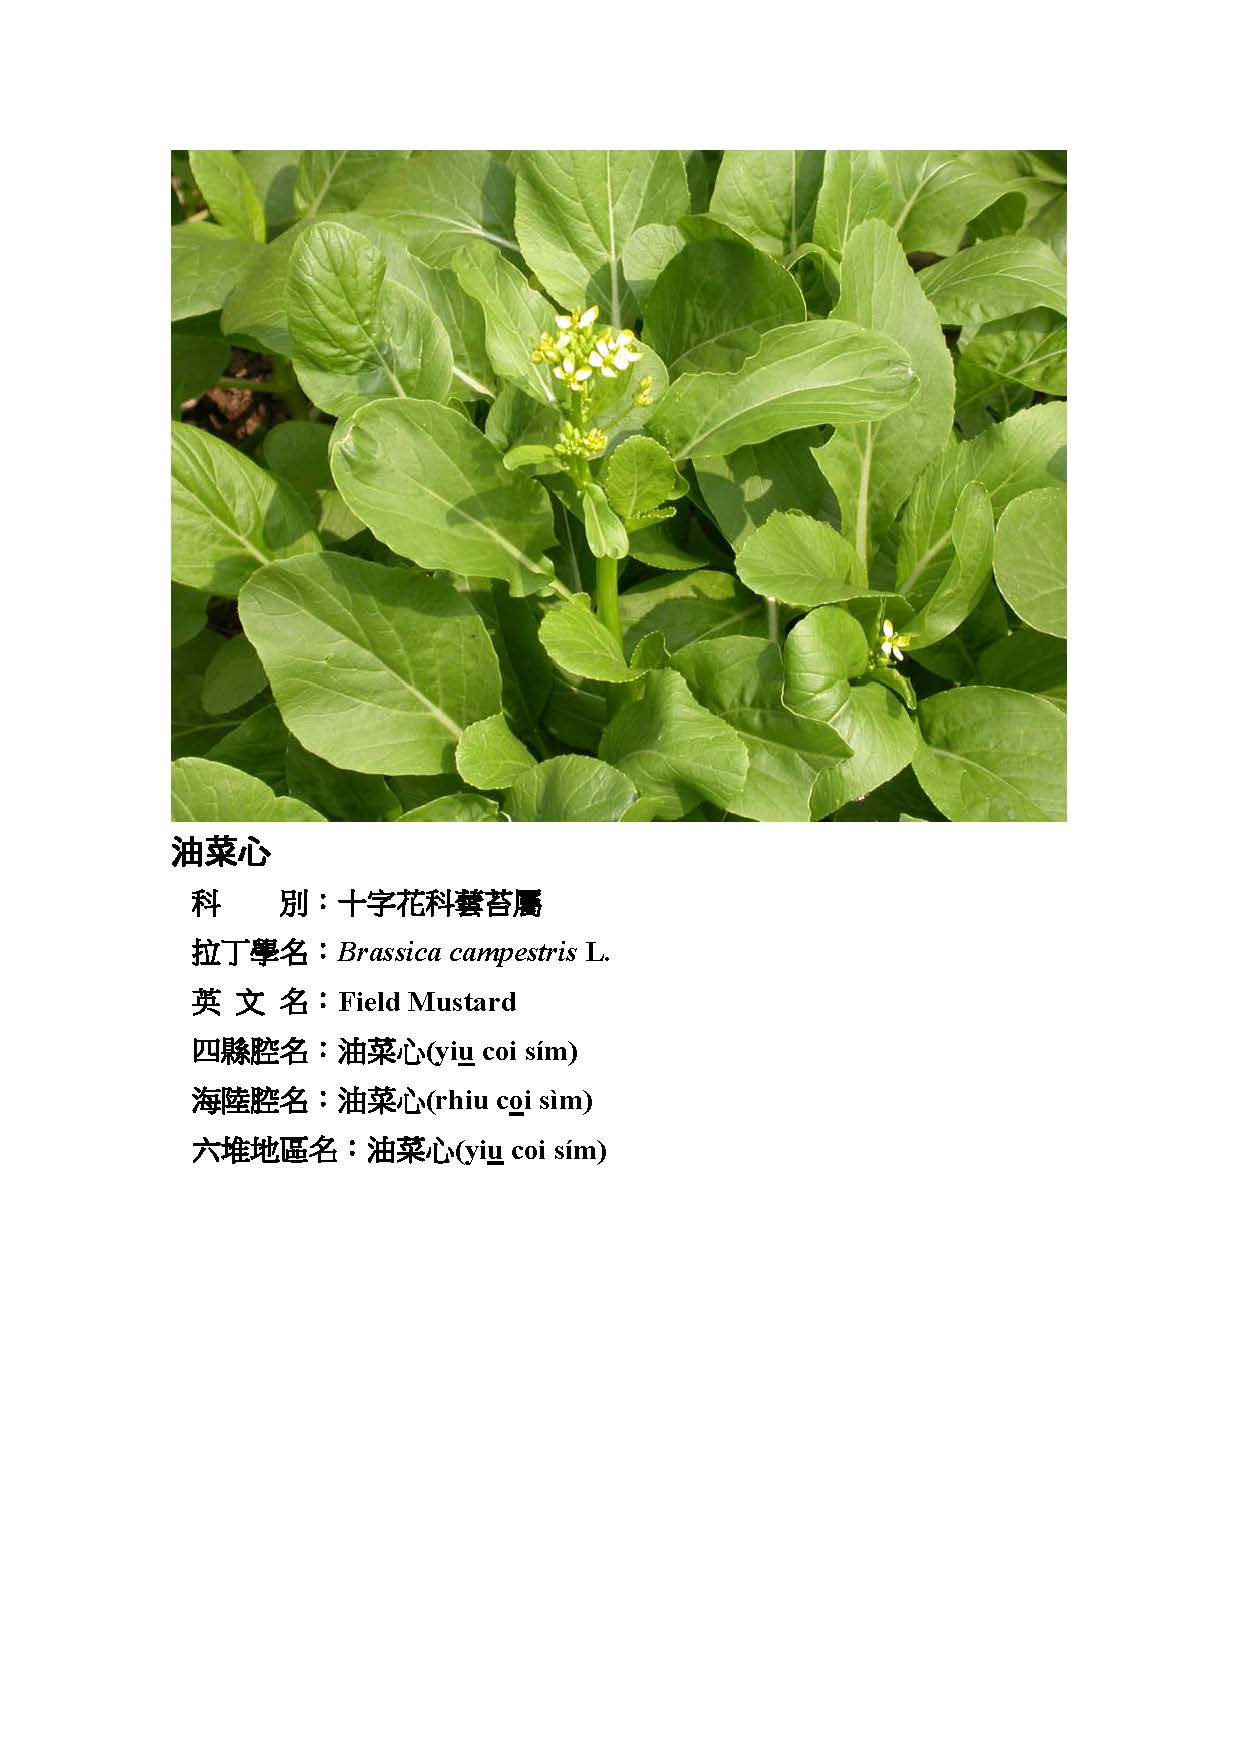 油菜心
科　　別：十字花科蕓苔屬
拉丁學名：Brassica campestris L.
英 文 名：Field Mustard
四縣腔名：油菜心(yiu coi sím)
海陸腔名：油菜心(rhiu coi sìm)
六堆地區名：油菜心(yiu coi sím)